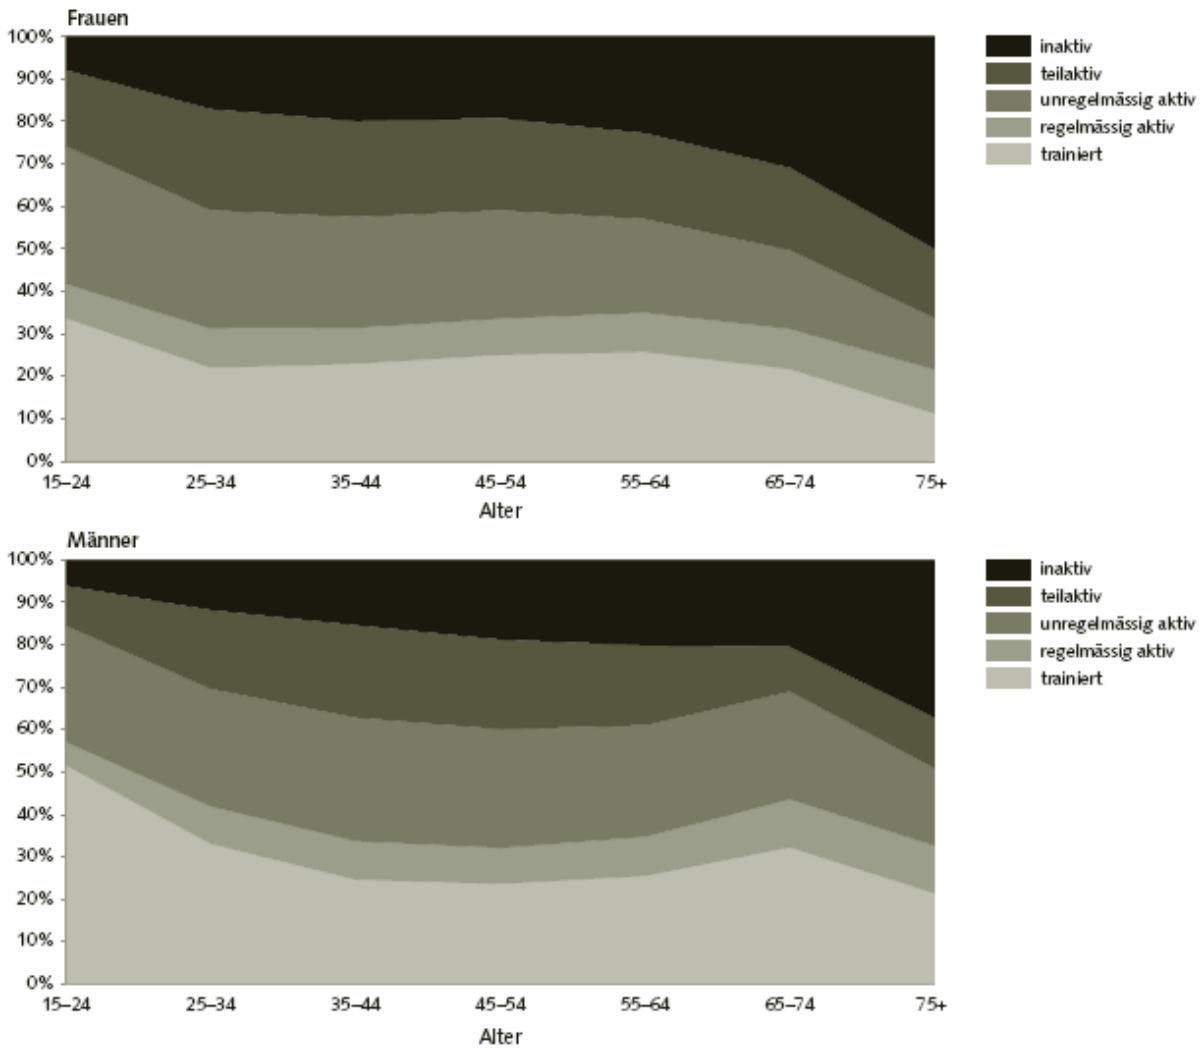 Frauen
100%
90%
80%
70%
60%
50%
40%
30%
20%
10%
0%
15–24 25–34 35–44 45–54 55–64 65–74 75+
Alter
inaktiv
teilaktiv
unregelmässig aktiv
regelmässig aktiv
trainiert
Männer
100%
90%
80%
70%
60%
50%
40%
30%
20%
10%
0%
15–24 25–34 35–44 45–54 55–64 65–74 75+
Alter
inaktiv
teilaktiv
unregelmässig aktiv
regelmässig aktiv
trainiert